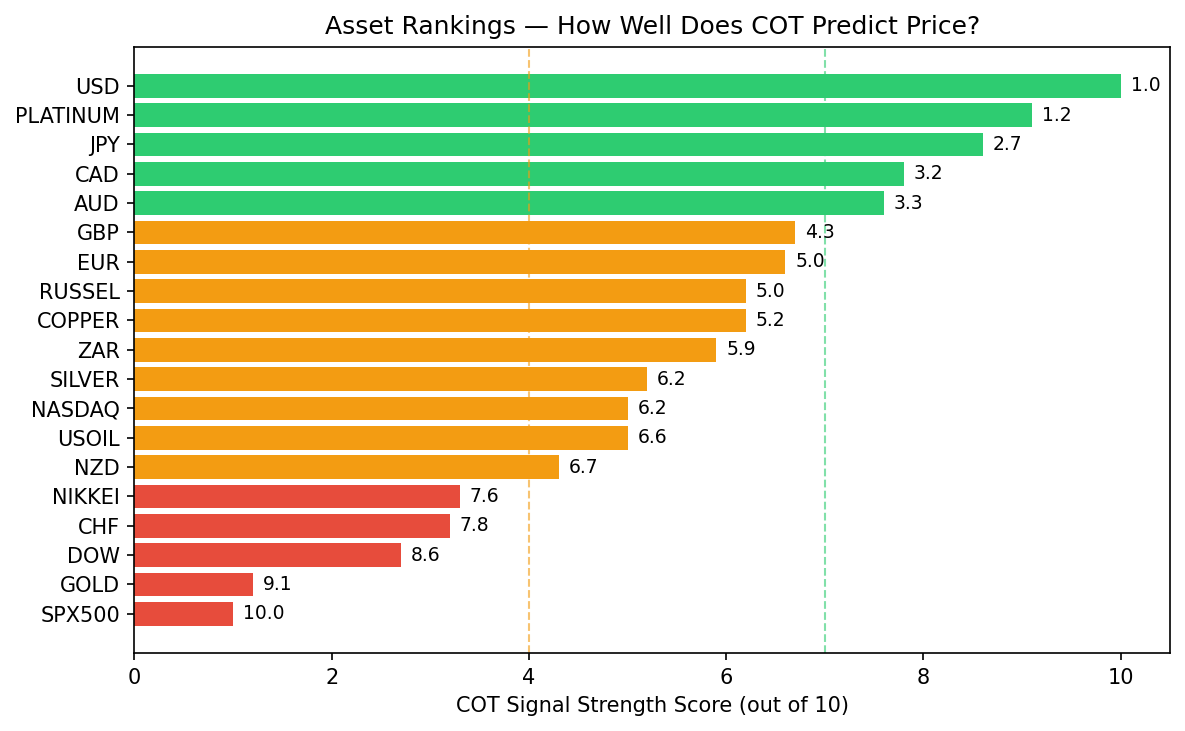 Asset Rankings — How Well Does COT Predict Price?
USD 1.0
PLATINUM 1.2
JPY 2.7
CAD 3.2
AUD 3.3
GBP 4.3
EUR 5.0
RUSSEL 5.0
COPPER 5.2
ZAR 5.9
SILVER 6.2
NASDAQ 6.2
USOIL 6.6
NZD 6.7
NIKKEI 7.6
CHF 7.8
DOW 8.6
GOLD 9.1
SPX500 10.0
0 2 4 6 8 10
COT Signal Strength Score (out of 10)